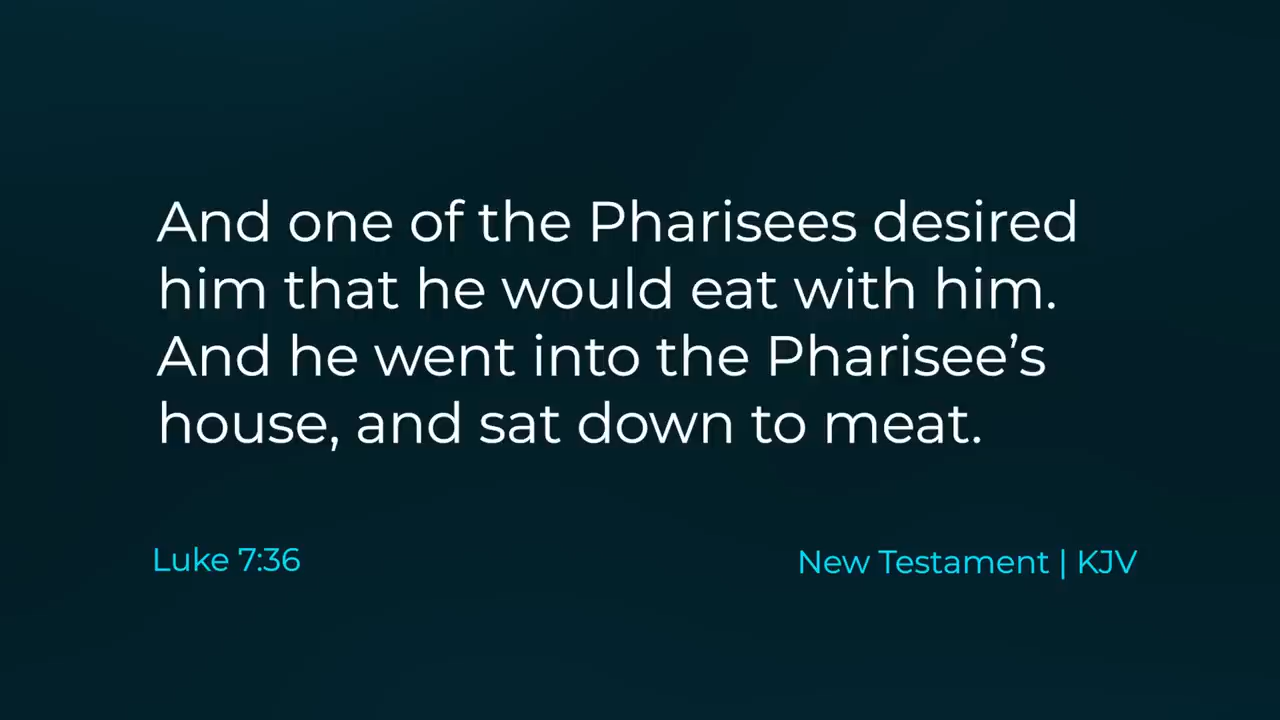 And one of the Pharisees desired
him that he would eat with him.
And he went into the Pharisee’s
house, and sat down to meat.
Luke 7:36
New Testament | KJV